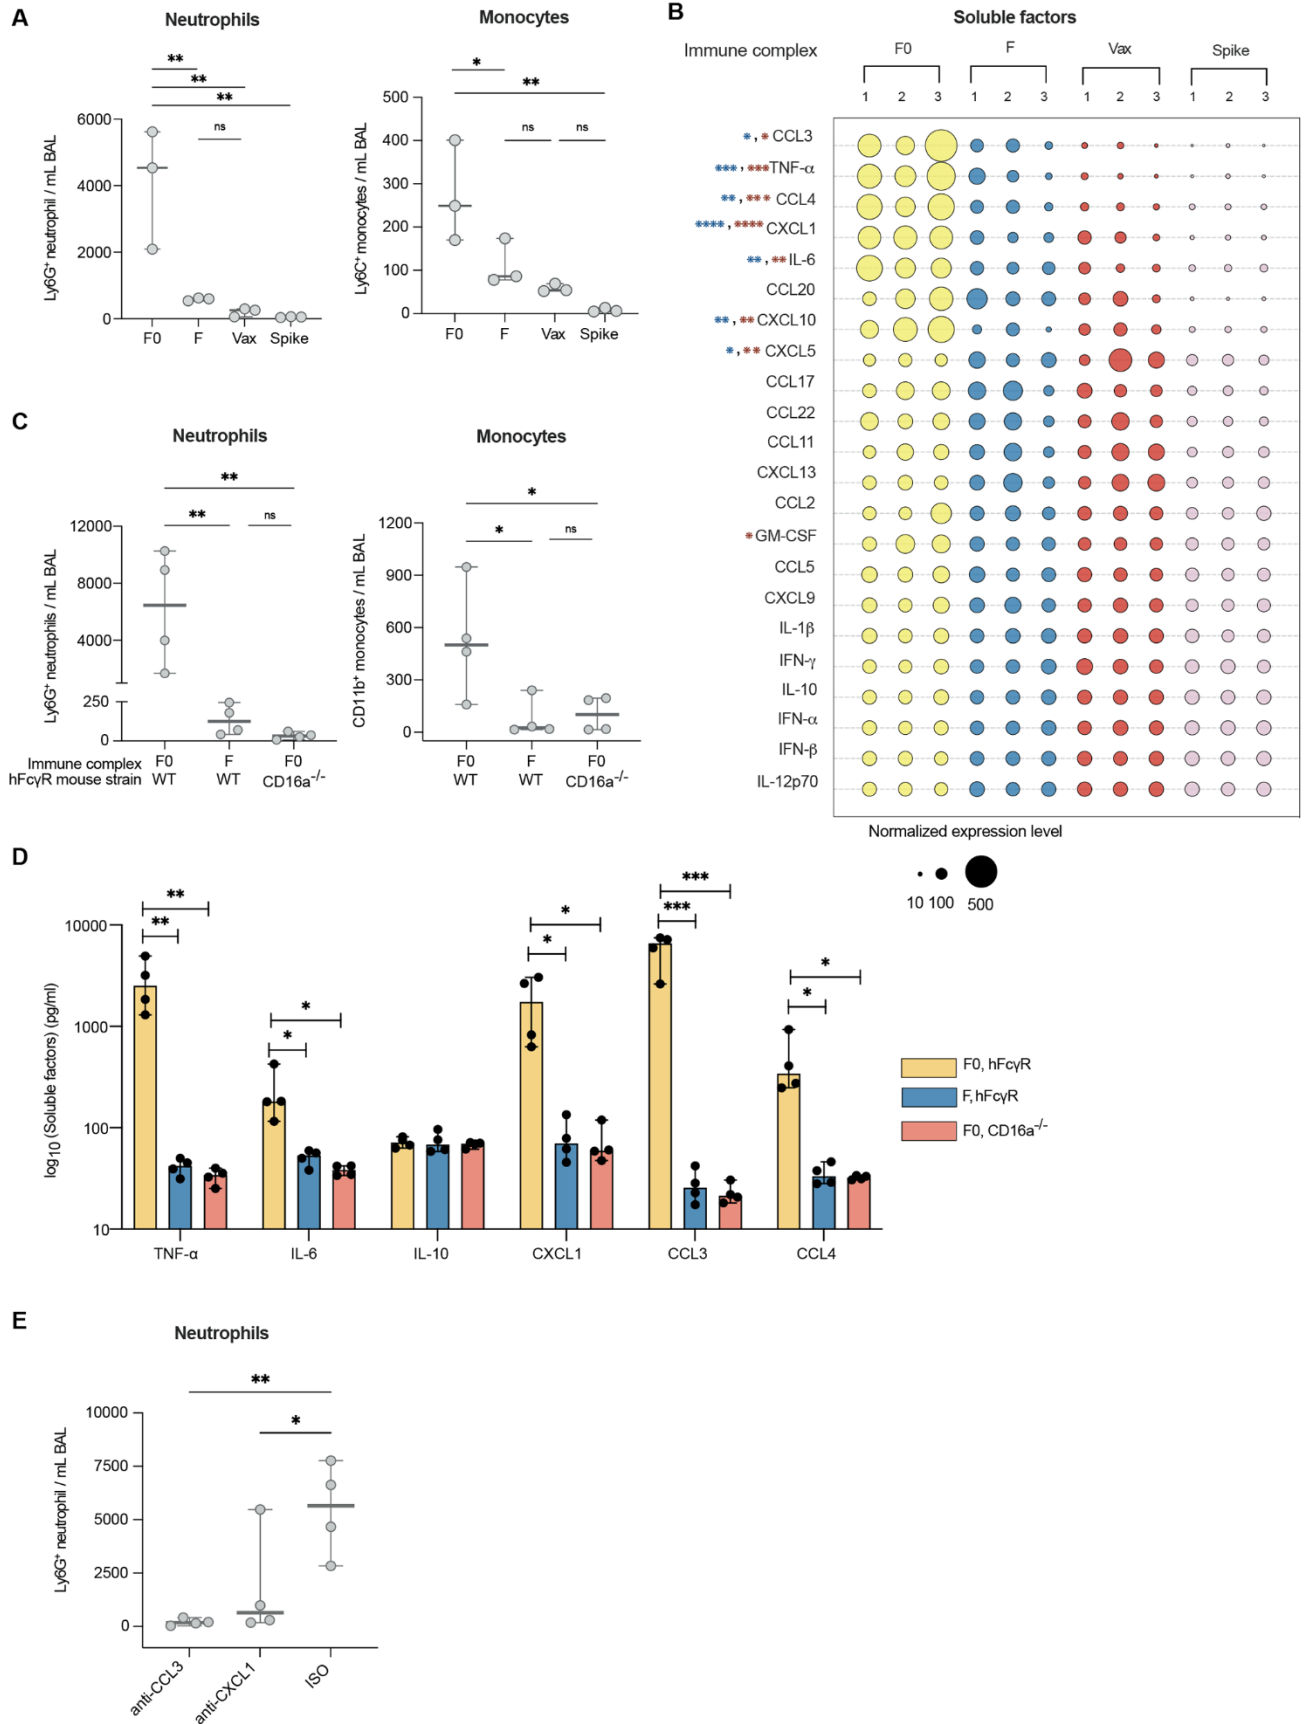 A
Neutrophils
**
**
**
ns
6000
4000
2000
0
Ly6G⁺ neutrophil / mL BAL
F0 F Vax Spike
Monocytes
*
**
ns ns
500
400
300
200
100
0
Ly6C⁺ monocytes / mL BAL
F0 F Vax Spike
B
Soluble factors
Immune complex F0 F Vax Spike
1 2 3 1 2 3 1 2 3 1 2 3
*,* CCL3
***,***TNF-α
**,*** CCL4
****,****CXCL1
**,**IL-6
CCL20
**,** CXCL10
*,** CXCL5
CCL17
CCL22
CCL11
CXCL13
CCL2
*GM-CSF
CCL5
CXCL9
IL-1β
IFN-γ
IL-10
IFN-α
IFN-β
IL-12p70
Normalized expression level
10 100 500
C
Neutrophils
**
** ns
12000
8000
4000
250
0
Ly6G⁺ neutrophils / mL BAL
Immune complex F0 F F0
hFcγR mouse strain WT WT CD16a⁻/⁻
Monocytes
*
* ns
1200
900
600
300
0
CD11b⁺ monocytes / mL BAL
F0 F F0
WT WT CD16a⁻/⁻
D
**
**
*
*
*
*
***
***
*
*
10000
1000
100
10
log₁₀ (Soluble factors) (pg/ml)
TNF-α IL-6 IL-10 CXCL1 CCL3 CCL4
F0, hFcγR
F, hFcγR
F0, CD16a⁻/⁻
E
Neutrophils
**
*
10000
7500
5000
2500
0
Ly6G⁺ neutrophil / mL BAL
anti-CCL3 anti-CXCL1 ISO